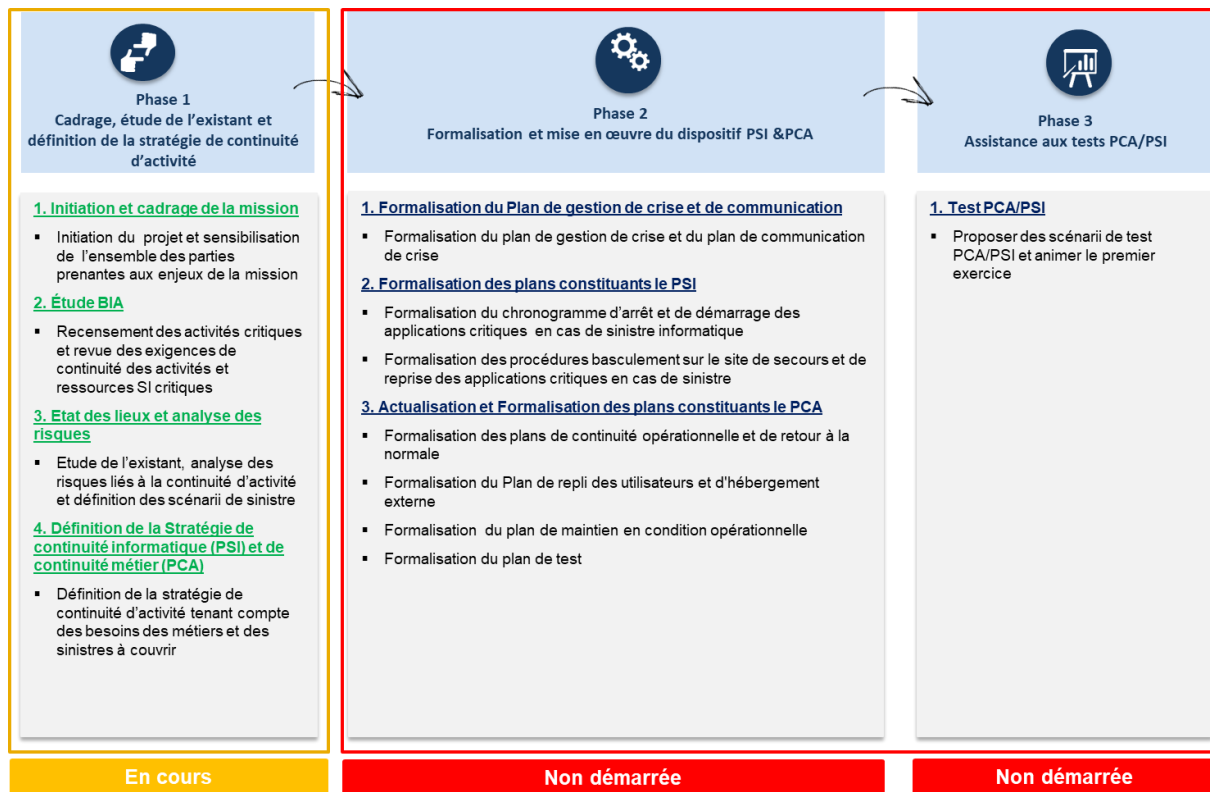 Phase 1
Cadrage, étude de l'existant et
définition de la stratégie de continuité
d'activité
1. Initiation et cadrage de la mission
▪ Initiation du projet et sensibilisation
de l'ensemble des parties
prenantes aux enjeux de la mission
2. Étude BIA
▪ Recensement des activités critiques
et revue des exigences de
continuité des activités et
ressources SI critiques
3. Etat des lieux et analyse des
risques
▪ Etude de l'existant, analyse des
risques liés à la continuité d'activité
et définition des scénarii de sinistre
4. Définition de la Stratégie de
continuité informatique (PSI) et de
continuité métier (PCA)
▪ Définition de la stratégie de
continuité d'activité tenant compte
des besoins des métiers et des
sinistres à couvrir
En cours
Phase 2
Formalisation et mise en œuvre du dispositif PSI &PCA
1. Formalisation du Plan de gestion de crise et de communication
▪ Formalisation du plan de gestion de crise et du plan de communication
de crise
2. Formalisation des plans constituants le PSI
▪ Formalisation du chronogramme d'arrêt et de démarrage des
applications critiques en cas de sinistre informatique
▪ Formalisation des procédures basculement sur le site de secours et de
reprise des applications critiques en cas de sinistre
3. Actualisation et Formalisation des plans constituants le PCA
▪ Formalisation des plans de continuité opérationnelle et de retour à la
normale
▪ Formalisation du Plan de repli des utilisateurs et d'hébergement
externe
▪ Formalisation du plan de maintien en condition opérationnelle
▪ Formalisation du plan de test
Non démarrée
Phase 3
Assistance aux tests PCA/PSI
1. Test PCA/PSI
▪ Proposer des scénarii de test
PCA/PSI et animer le premier
exercice
Non démarrée